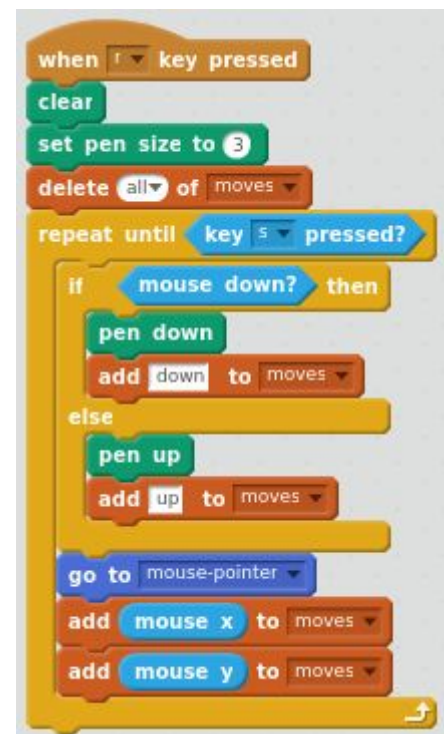 when r key pressed
clear
set pen size to 3
delete all of moves
repeat until key s pressed?
if mouse down? then
pen down
add down to moves
else
pen up
add up to moves
go to mouse-pointer
add mouse x to moves
add mouse y to moves